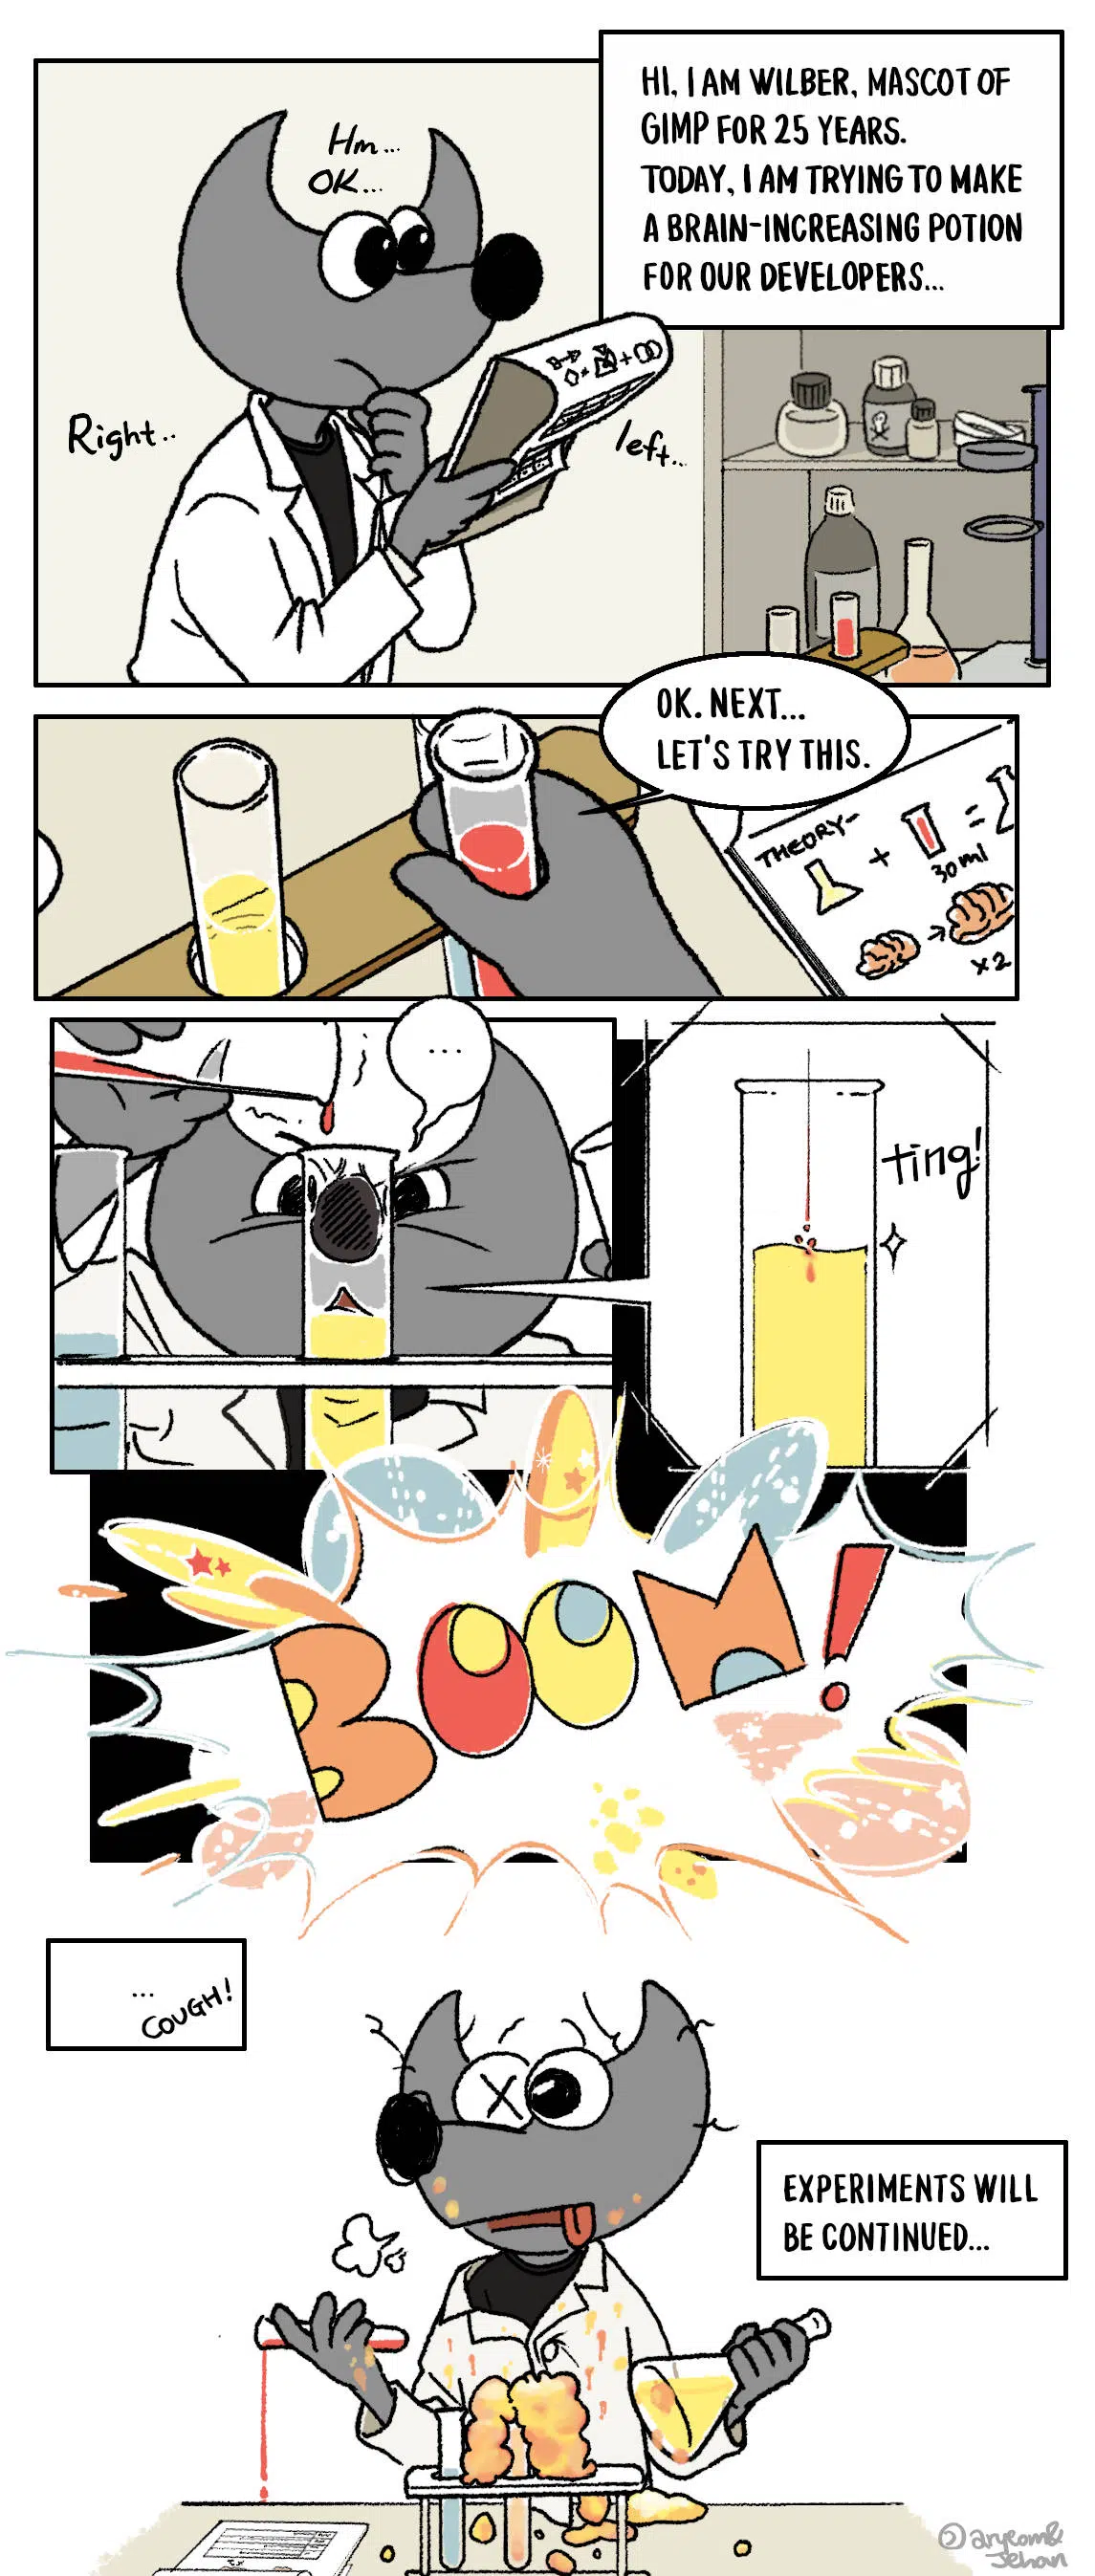 HI, I AM WILBER, MASCOT OF
GIMP FOR 25 YEARS.
TODAY, I AM TRYING TO MAKE
A BRAIN-INCREASING POTION
FOR OUR DEVELOPERS...
Hm...
OK...
Right..
left...
OK. NEXT...
LET'S TRY THIS.
THEORY-
+
=
30ml
→
x2
...
ting!
BOOM!
...
COUGH!
EXPERIMENTS WILL
BE CONTINUED...
©aryeom&
Jehan